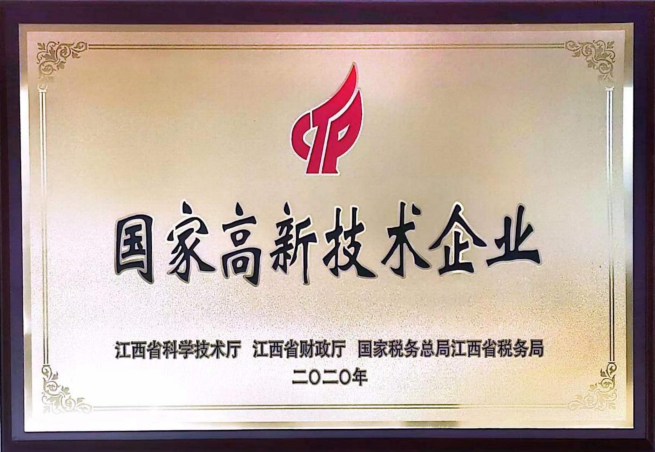 国家高新技术企业
江西省科学技术厅 江西省财政厅 国家税务总局江西省税务局
二〇二〇年